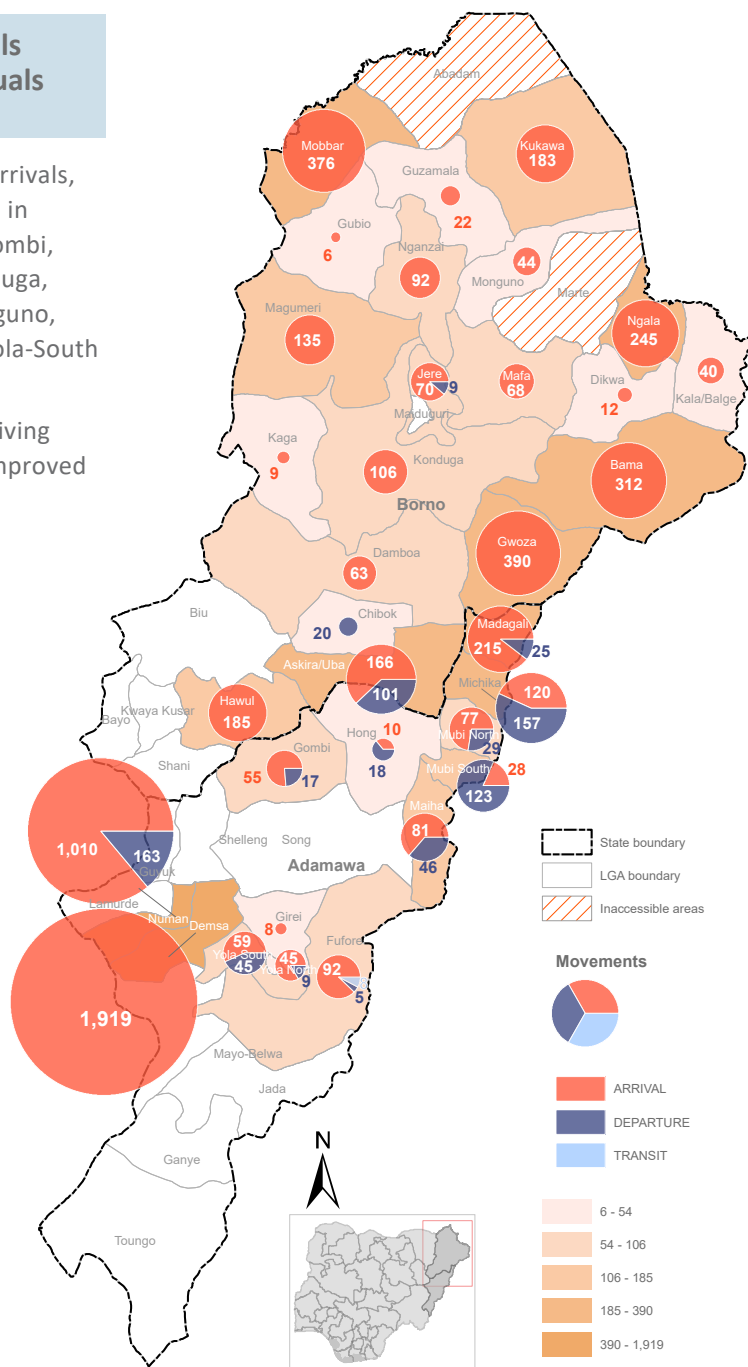 ls
uals
rrivals,
in
ombi,
uga,
guno,
ola-South
iving
mproved
Abadam
Mobbar
376
Kukawa
183
Guzamala
22
Gubio
6
Nganzai
92
Monguno
44
Marte
Magumeri
135
Ngala
245
Jere
70
9
Mafa
68
Dikwa
12
40
Kala/Balge
Maiduguri
Kaga
9
Konduga
106
Borno
Bama
312
Gwoza
390
Damboa
63
Chibok
20
Biu
Madagali
215
25
Askira/Uba
166
101
Michika
120
157
Hawul
185
Kwaya Kusar
Bayo
Shani
Hong
10
18
77
Mubi North
29
Gombi
55
17
Mubi South
28
123
Maiha
81
46
1,010
163
Guyuk
Shelleng
Song
Adamawa
Lamurde
Numan
Demsa
1,919
Girei
8
59
Yola South
45
45
Yola North
9
Fufore
92
5
Mayo-Belwa
Jada
Ganye
Toungo
N
State boundary
LGA boundary
Inaccessible areas
Movements
ARRIVAL
DEPARTURE
TRANSIT
6 - 54
54 - 106
106 - 185
185 - 390
390 - 1,919